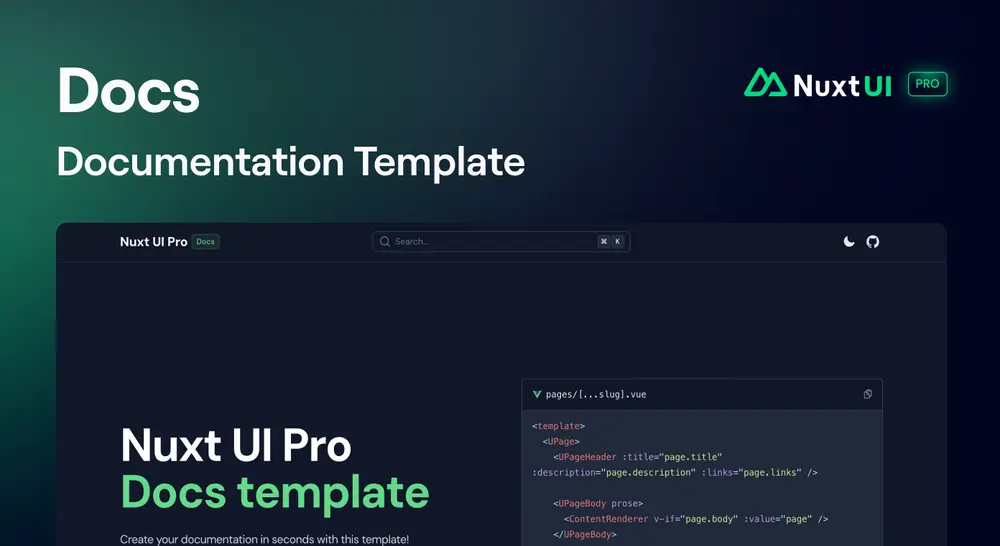 Docs
NuxtUI PRO
Documentation Template
Nuxt UI Pro Docs
Search...
⌘ K
pages/[...slug].vue
<template>
<UPage>
<UPageHeader :title="page.title"
:description="page.description" :links="page.links" />
<UPageBody prose>
<ContentRenderer v-if="page.body" :value="page" />
</UPageBody>
Nuxt UI Pro
Docs template
Create your documentation in seconds with this template!